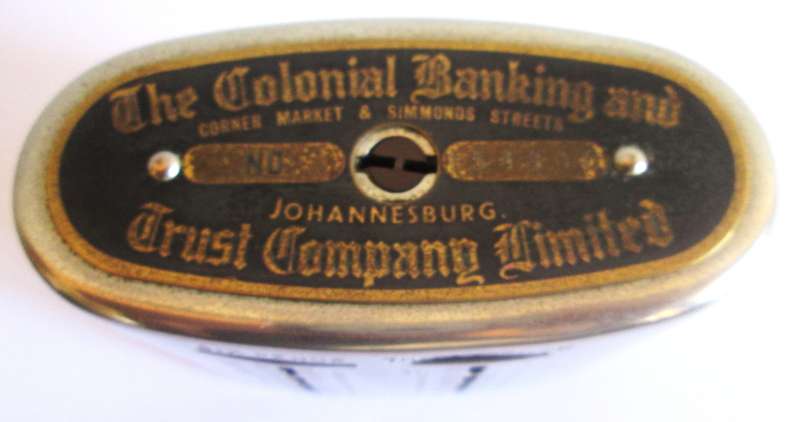 The Colonial Banking and
CORNER MARKET & SIMMONDS STREETS
NO
JOHANNESBURG.
Trust Company Limited